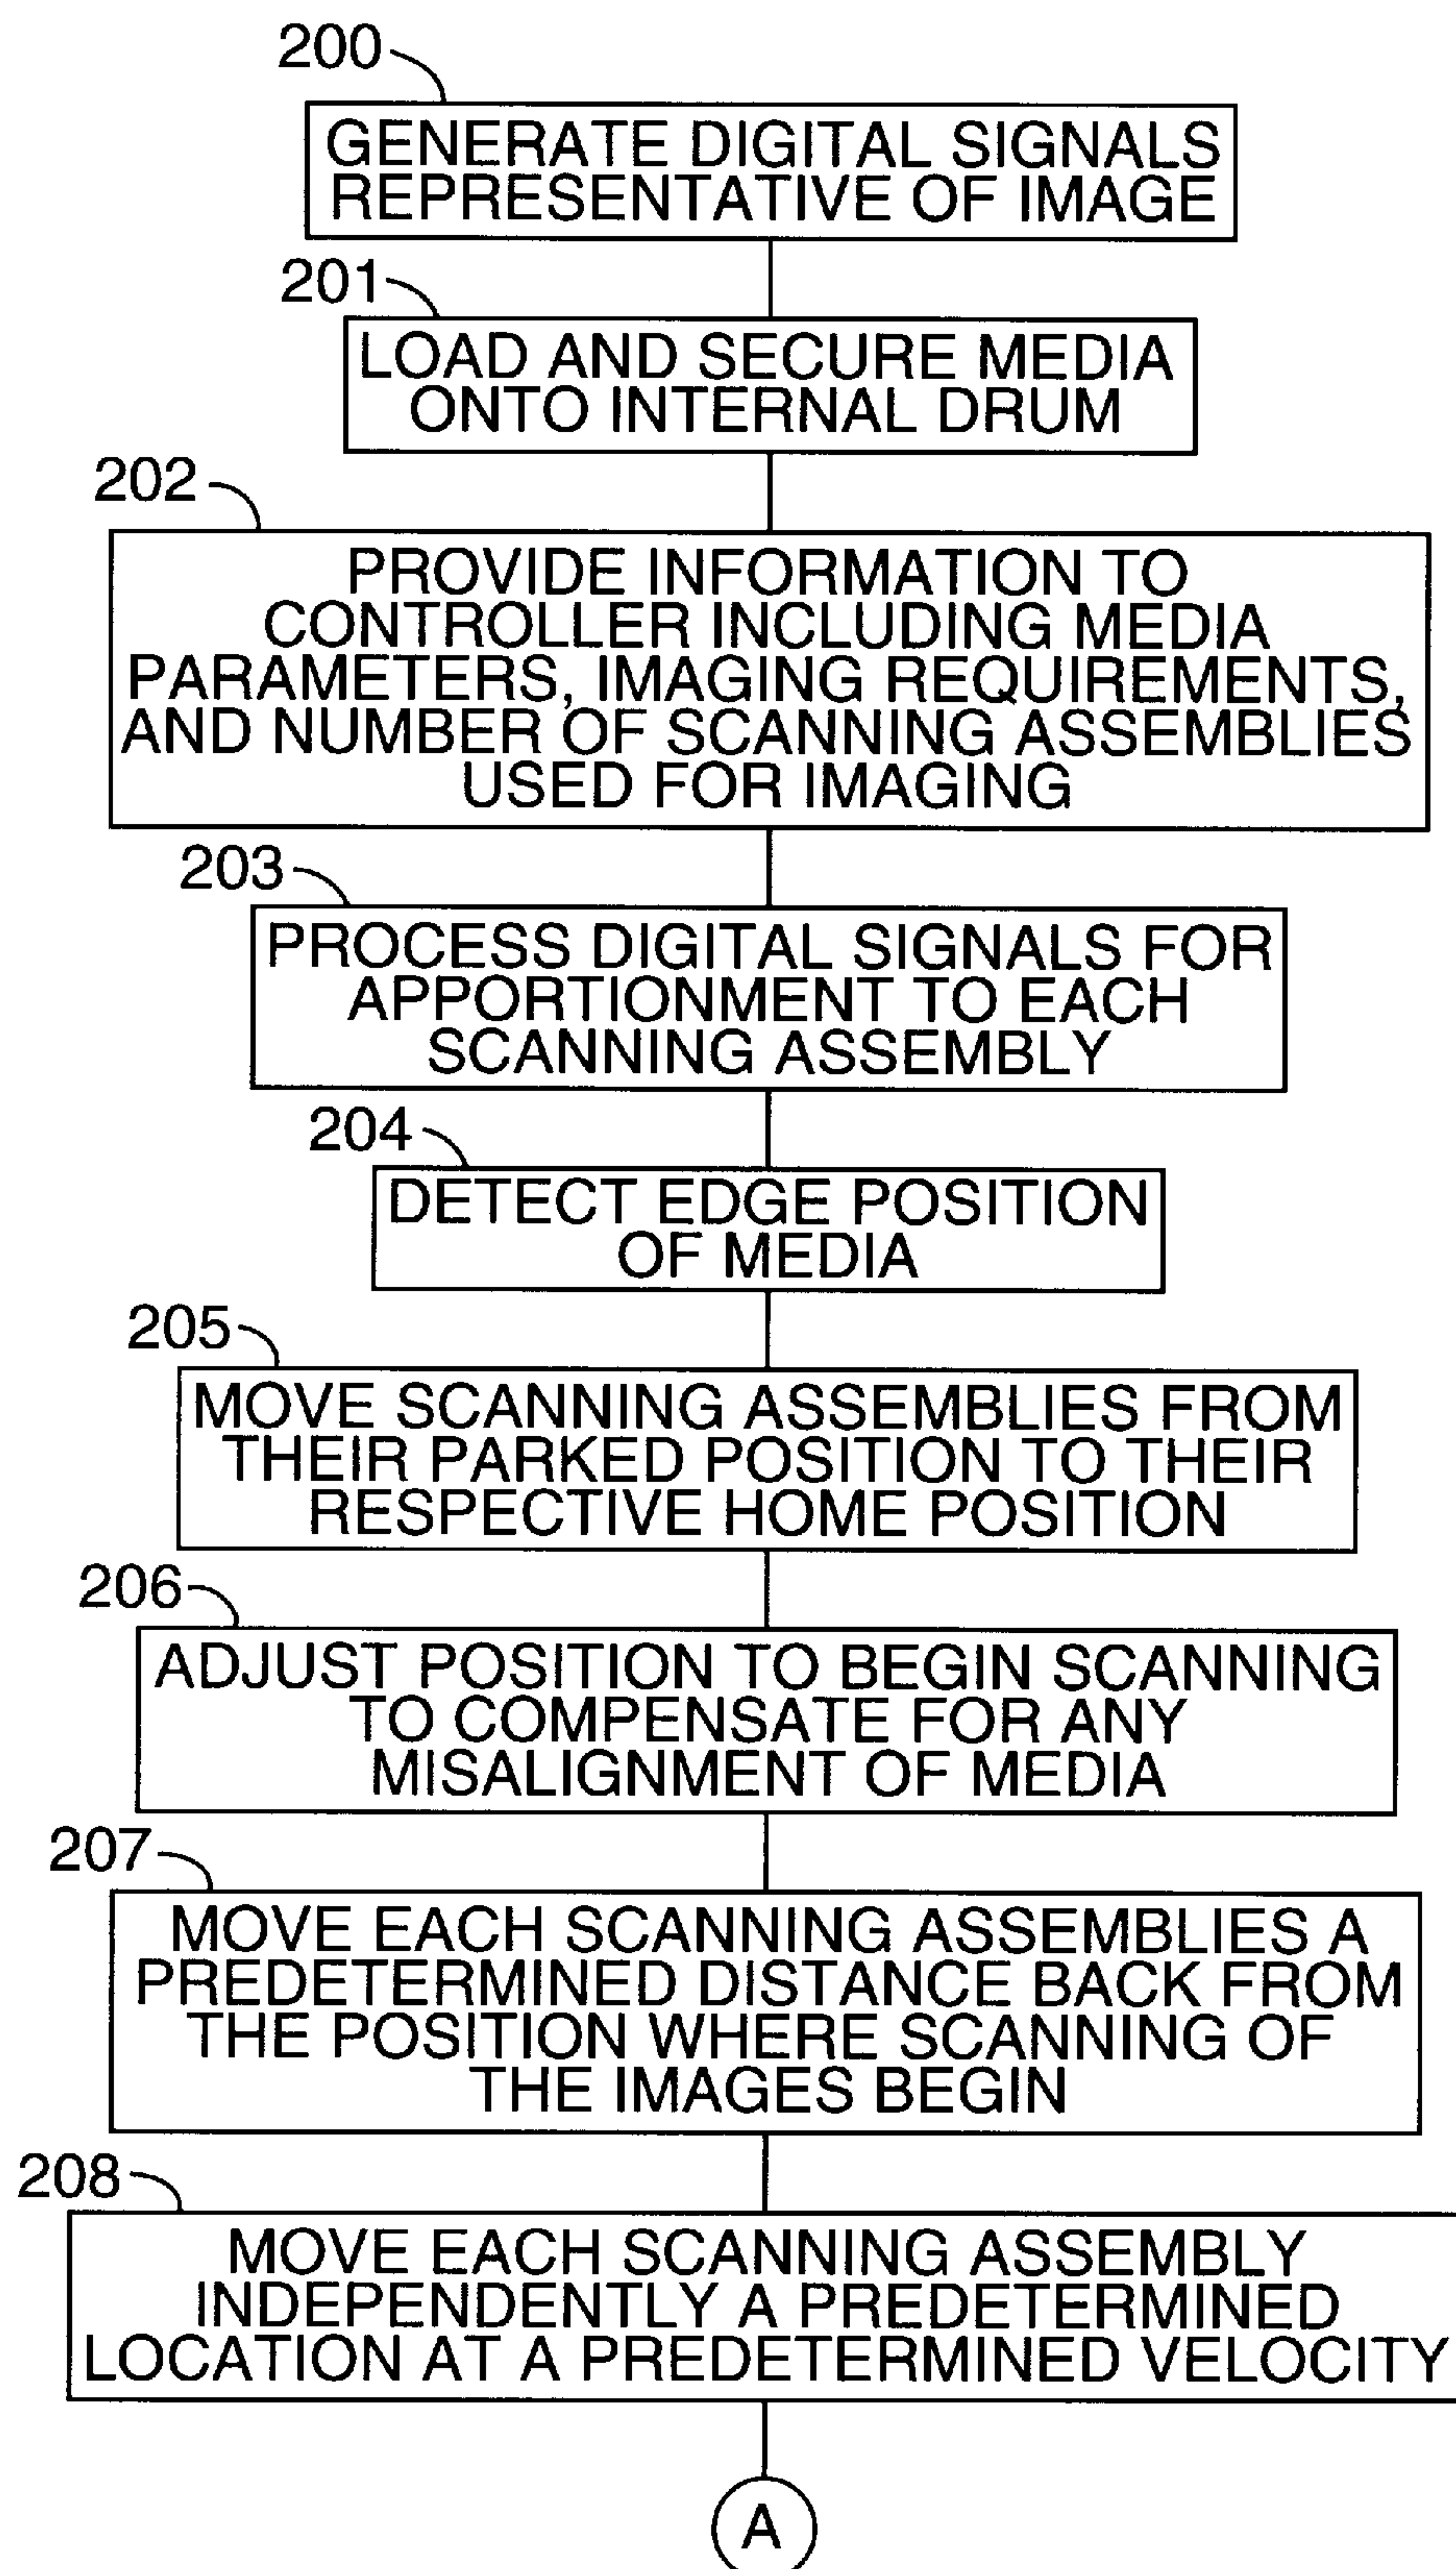 200
GENERATE DIGITAL SIGNALS
REPRESENTATIVE OF IMAGE
201
LOAD AND SECURE MEDIA
ONTO INTERNAL DRUM
202
PROVIDE INFORMATION TO
CONTROLLER INCLUDING MEDIA
PARAMETERS, IMAGING REQUIREMENTS,
AND NUMBER OF SCANNING ASSEMBLIES
USED FOR IMAGING
203
PROCESS DIGITAL SIGNALS FOR
APPORTIONMENT TO EACH
SCANNING ASSEMBLY
204
DETECT EDGE POSITION
OF MEDIA
205
MOVE SCANNING ASSEMBLIES FROM
THEIR PARKED POSITION TO THEIR
RESPECTIVE HOME POSITION
206
ADJUST POSITION TO BEGIN SCANNING
TO COMPENSATE FOR ANY
MISALIGNMENT OF MEDIA
207
MOVE EACH SCANNING ASSEMBLIES A
PREDETERMINED DISTANCE BACK FROM
THE POSITION WHERE SCANNING OF
THE IMAGES BEGIN
208
MOVE EACH SCANNING ASSEMBLY
INDEPENDENTLY A PREDETERMINED
LOCATION AT A PREDETERMINED VELOCITY
A